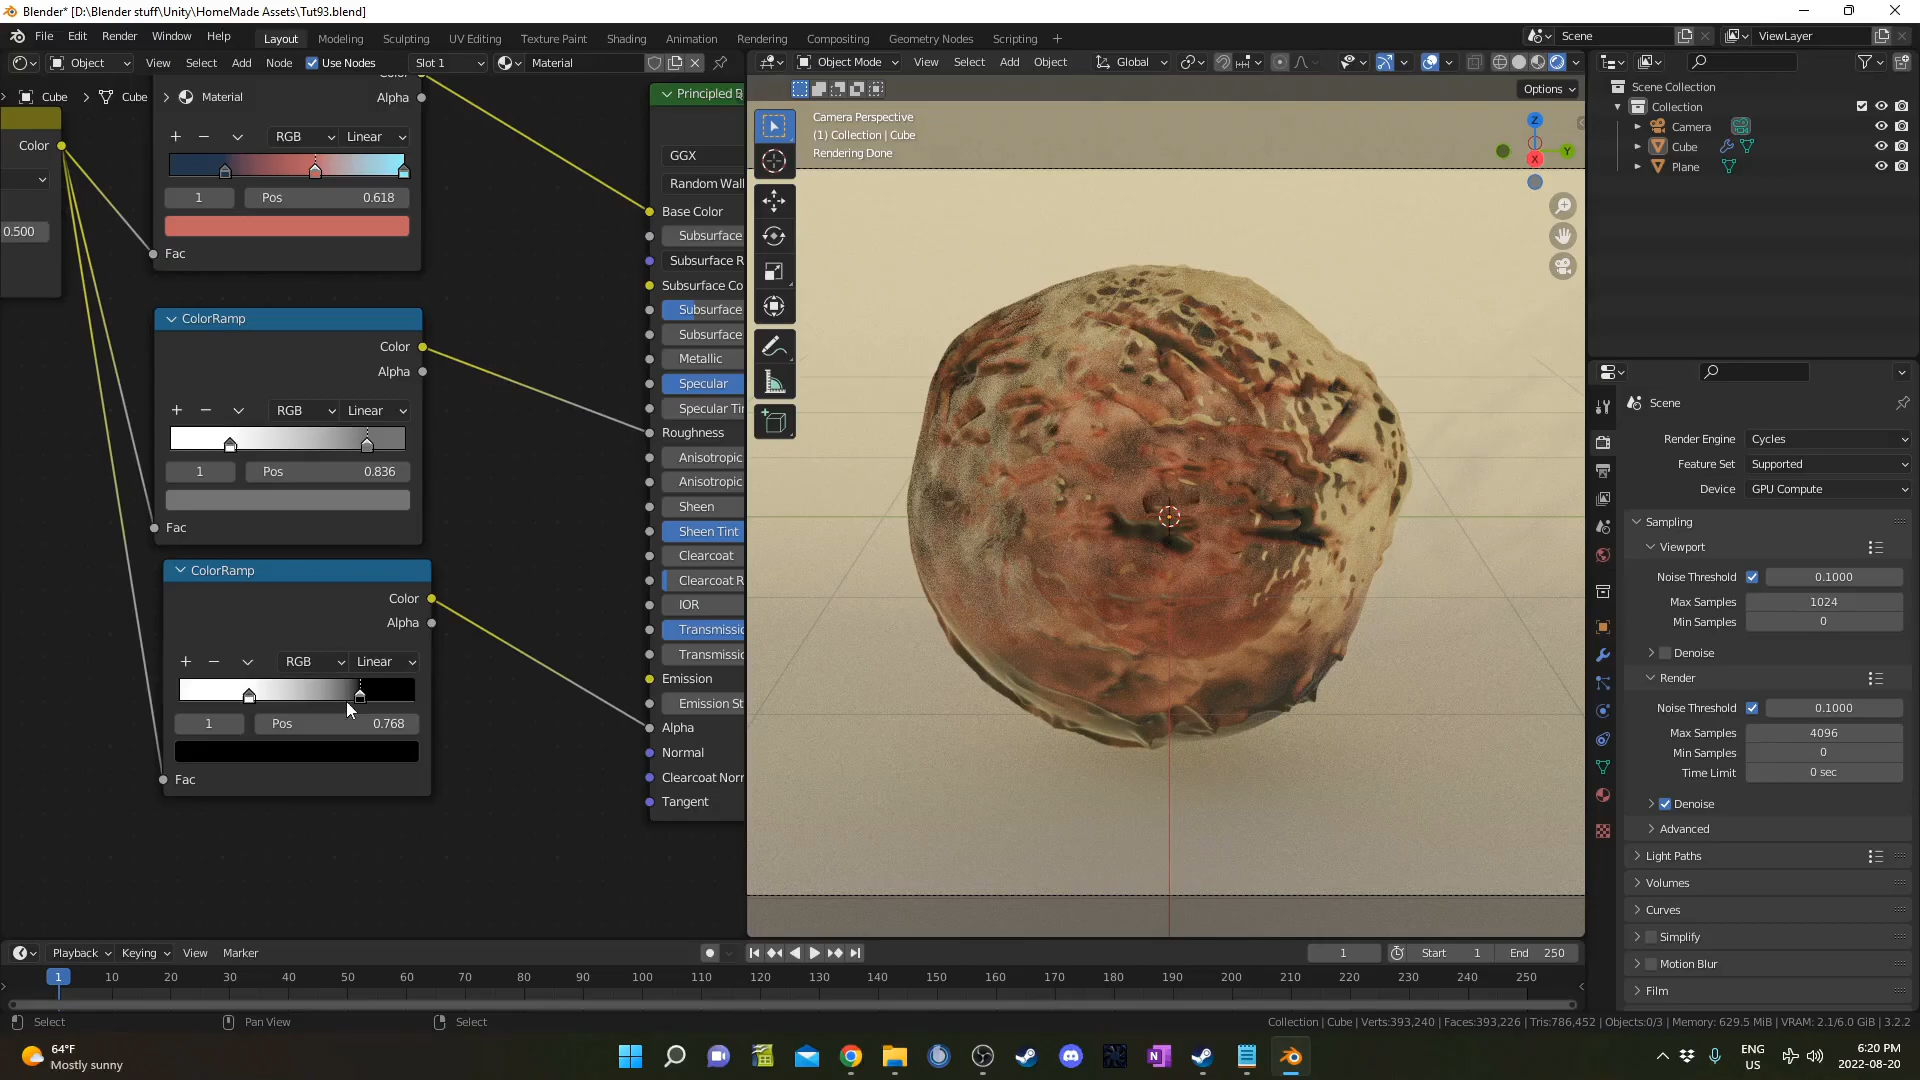 Blender* [D:\Blender stuff\Unity\HomeMade Assets\Tut93.blend]
File Edit Render Window Help Layout Modeling Sculpting UV Editing Texture Paint Shading Animation Rendering Compositing Geometry Nodes Scripting + Scene ViewLayer
Object View Select Add Node Use Nodes Slot 1 Material Object Mode View Select Add Object Global
Cube Cube Material
Options
Scene Collection
Collection
Camera
Cube
Plane
Camera Perspective
(1) Collection | Cube
Rendering Done
Z
Y
X
Color
0.500
Alpha
RGB Linear
1 Pos 0.618
Fac
ColorRamp
Color
Alpha
RGB Linear
1 Pos 0.836
Fac
ColorRamp
Color
Alpha
RGB Linear
1 Pos 0.768
Fac
Principled B
GGX
Random Wall
Base Color
Subsurface
Subsurface R
Subsurface Co
Subsurface
Subsurface
Metallic
Specular
Specular Tin
Roughness
Anisotropic
Anisotropic
Sheen
Sheen Tint
Clearcoat
Clearcoat R
IOR
Transmissio
Transmissio
Emission
Emission St
Alpha
Normal
Clearcoat Norr
Tangent
Scene
Render Engine Cycles
Feature Set Supported
Device GPU Compute
Sampling
Viewport
Noise Threshold 0.1000
Max Samples 1024
Min Samples 0
Denoise
Render
Noise Threshold 0.1000
Max Samples 4096
Min Samples 0
Time Limit 0 sec
Denoise
Advanced
Light Paths
Volumes
Curves
Simplify
Motion Blur
Film
Playback Keying View Marker 1 Start 1 End 250
1 10 20 30 40 50 60 70 80 90 100 110 120 130 140 150 160 170 180 190 200 210 220 230 240 250
Select Pan View Select Collection | Cube | Verts:393,240 | Faces:393,226 | Tris:786,452 | Objects:0/3 | Memory: 629.5 MiB | VRAM: 2.1/6.0 GiB | 3.2.2
64°F
Mostly sunny
ENG
US
6:20 PM
2022-08-20